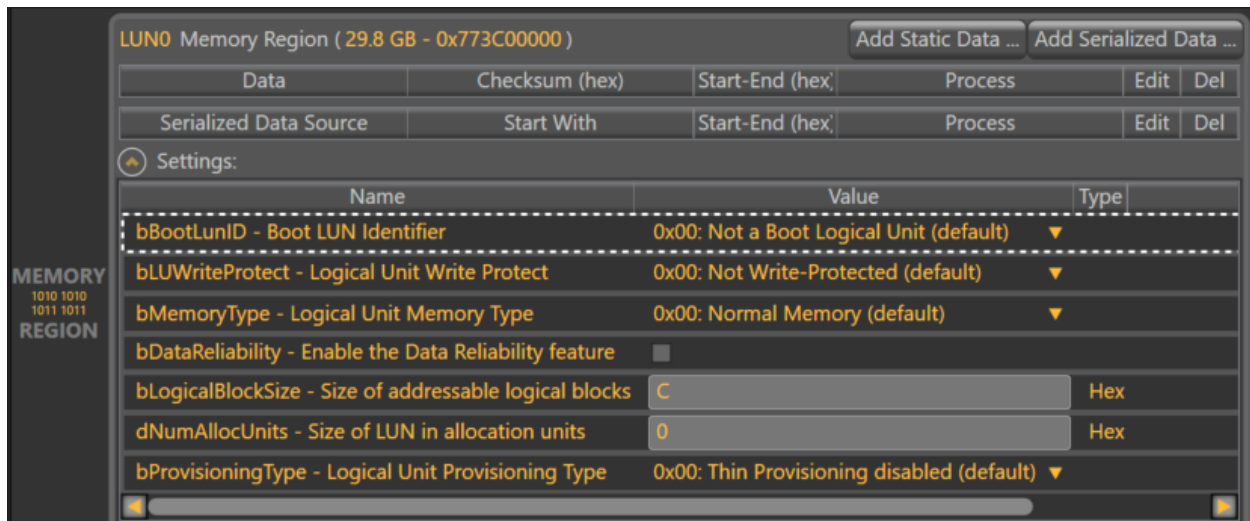 LUN0 Memory Region ( 29.8 GB - 0x773C00000 ) Add Static Data ... Add Serialized Data ...
Data Checksum (hex) Start-End (hex) Process Edit Del
Serialized Data Source Start With Start-End (hex) Process Edit Del
Settings:
Name Value Type
bBootLunID - Boot LUN Identifier 0x00: Not a Boot Logical Unit (default)
bLUWriteProtect - Logical Unit Write Protect 0x00: Not Write-Protected (default)
MEMORY
1010 1010
1011 1011
REGION
bMemoryType - Logical Unit Memory Type 0x00: Normal Memory (default)
bDataReliability - Enable the Data Reliability feature
bLogicalBlockSize - Size of addressable logical blocks C Hex
dNumAllocUnits - Size of LUN in allocation units 0 Hex
bProvisioningType - Logical Unit Provisioning Type 0x00: Thin Provisioning disabled (default)